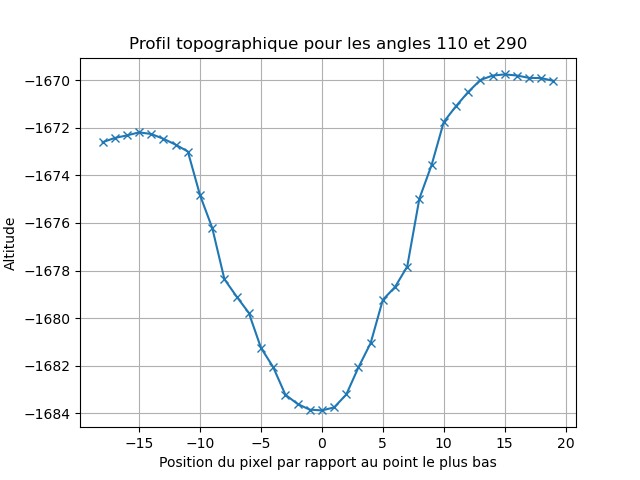 Profil topographique pour les angles 110 et 290
Altitude
−1670
−1672
−1674
−1676
−1678
−1680
−1682
−1684
−15 −10 −5 0 5 10 15 20
Position du pixel par rapport au point le plus bas